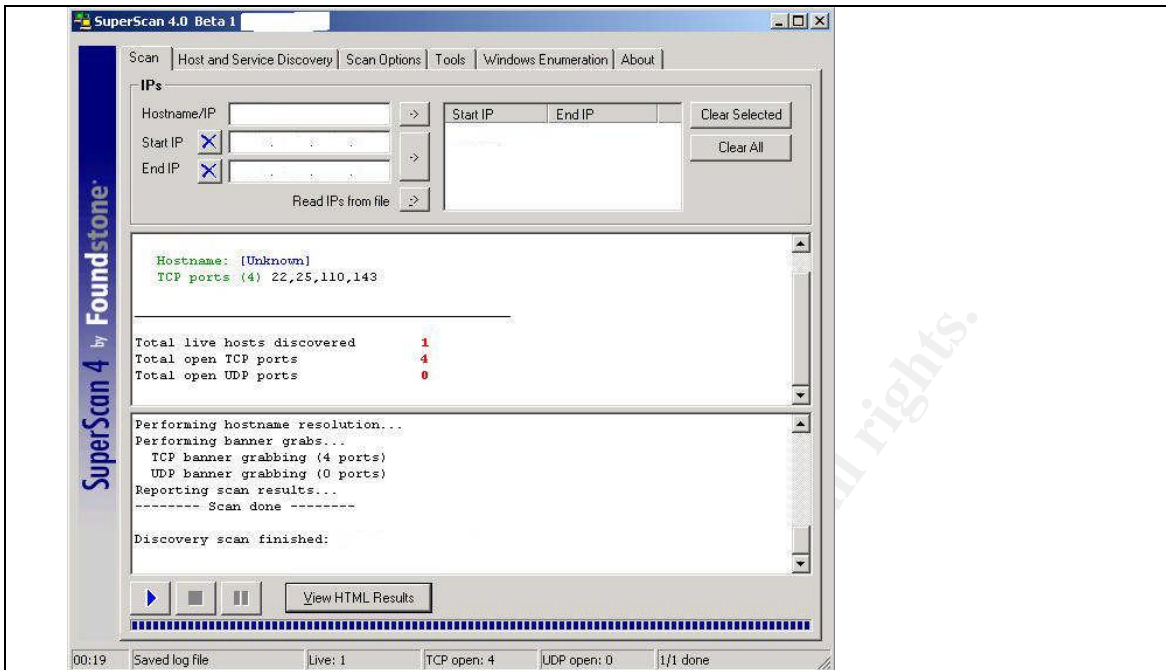 SuperScan 4.0 Beta 1
Scan Host and Service Discovery Scan Options Tools Windows Enumeration About
IPs
Hostname/IP -> Start IP End IP Clear Selected
Start IP X . . . -> Clear All
End IP X . . .
Read IPs from file ->
SuperScan 4 by Foundstone
Hostname: [Unknown]
TCP ports (4) 22,25,110,143
Total live hosts discovered 1
Total open TCP ports 4
Total open UDP ports 0
Performing hostname resolution...
Performing banner grabs...
TCP banner grabbing (4 ports)
UDP banner grabbing (0 ports)
Reporting scan results...
-------- Scan done --------
Discovery scan finished:
View HTML Results
00:19 Saved log file Live: 1 TCP open: 4 UDP open: 0 1/1 done
rights.